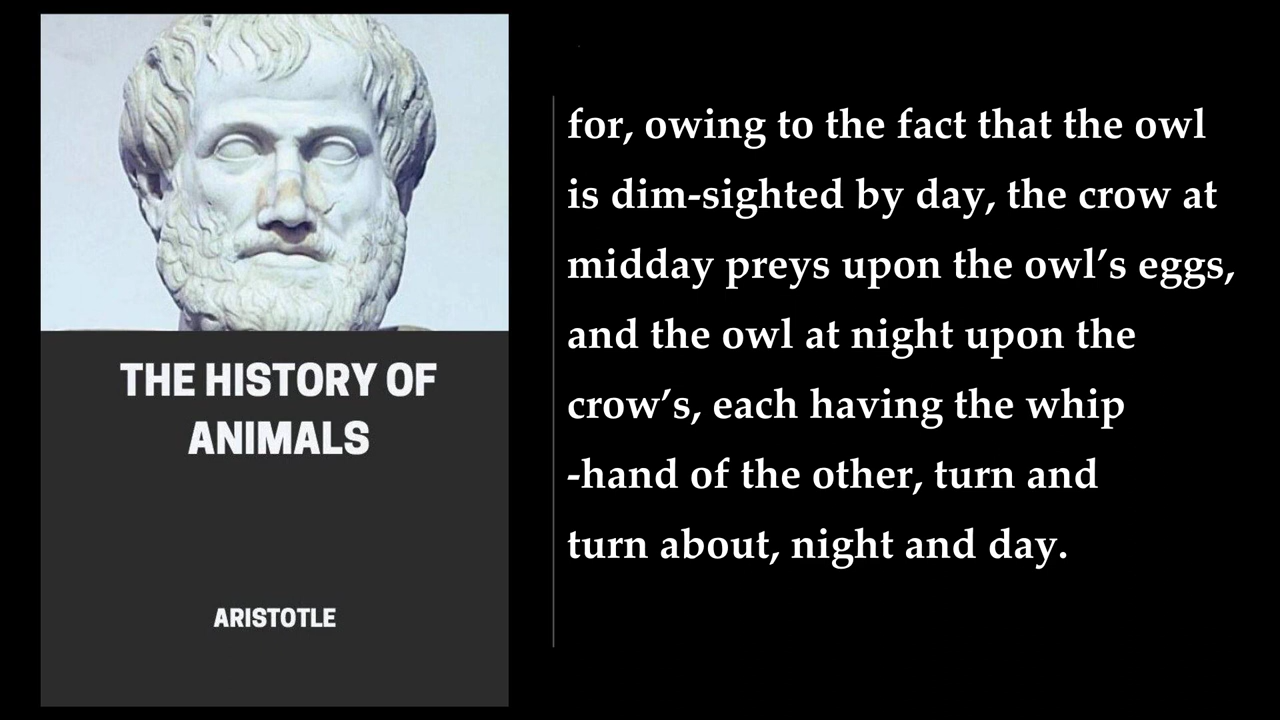 THE HISTORY OF
ANIMALS
ARISTOTLE
for, owing to the fact that the owl
is dim-sighted by day, the crow at
midday preys upon the owl’s eggs,
and the owl at night upon the
crow’s, each having the whip
-hand of the other, turn and
turn about, night and day.